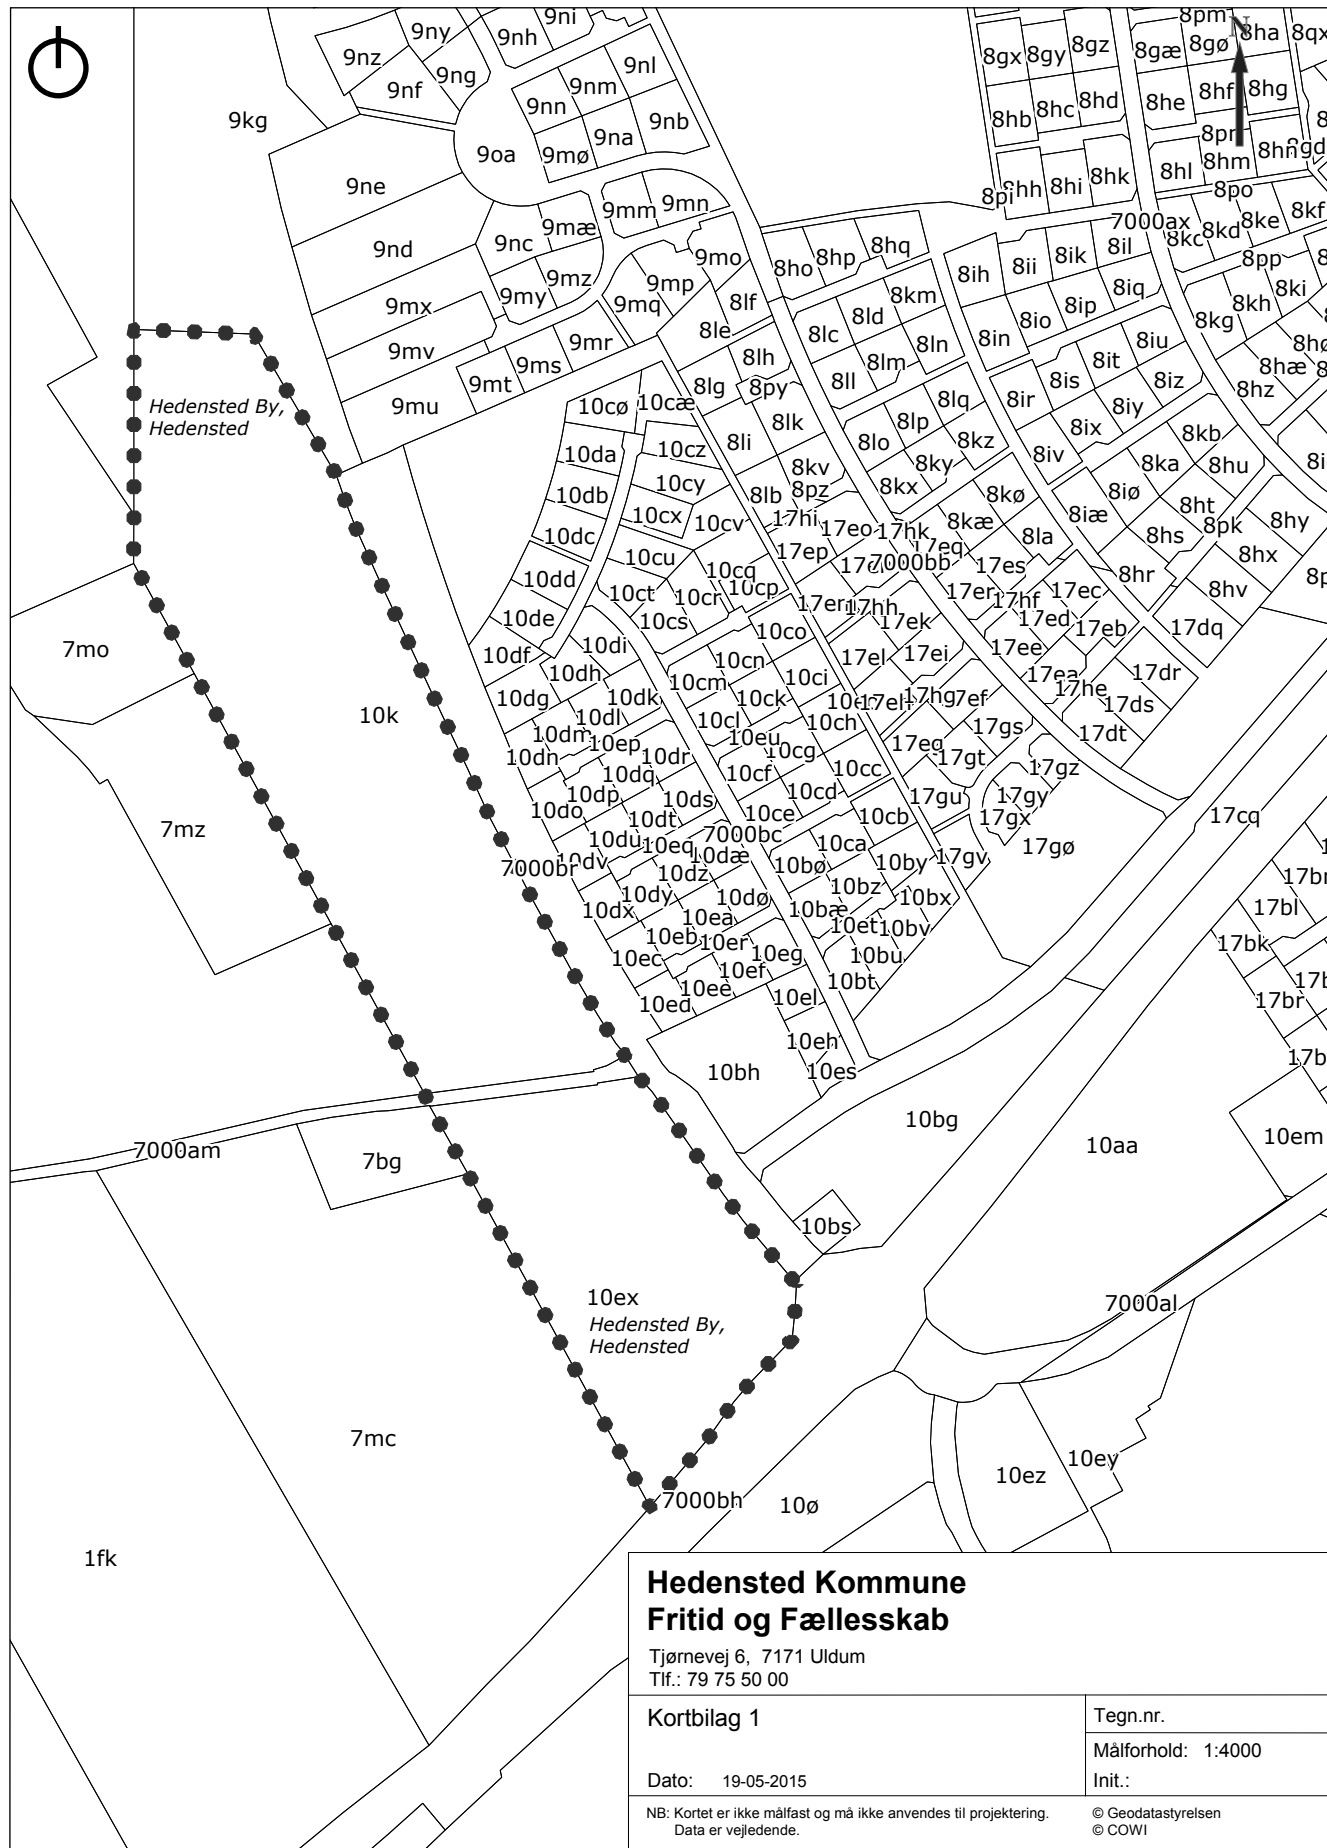 9ni
9ny
9nh
9nz
9ng
9nl
9nf
9nm
9nn
9nb
9kg
9na
9oa
9mø
9ne
9mm
9mn
9mæ
9nc
9nd
9mo
9mz
9mp
9my
9mq
9mx
9mr
9mv
9ms
9mt
9mu
8pm
N
8ha
8qx
8gx
8gy
8gz
8gæ
8gø
8hb
8hc
8hd
8he
8hf
8hg
8pr
8hl
8hm
8hn
8gd
8pi
8hh
8hi
8hk
8po
7000ax
8kc
8kd
8ke
8kf
8ho
8hp
8hq
8ih
8ii
8ik
8il
8pp
8lf
8le
8lc
8ld
8km
8in
8io
8ip
8iq
8kg
8kh
8ki
8lh
8lg
8py
8ll
8lm
8ln
8is
8it
8iu
8hæ
8hø
8hz
8li
8lk
8lo
8lp
8lq
8ir
8ix
8iy
8iz
8lb
8kv
8pz
8kx
8ky
8kz
8iv
8ka
8kb
8hu
8kø
8kæ
8la
8iæ
8iø
8hs
8ht
8pk
8hy
8hx
8hr
8hv
Hedensted By,
Hedensted
10cø
10cæ
10da
10cz
10db
10cy
10dc
10cx
10cv
17hi
17eo
17hk
17eq
17ep
7000bb
17es
10dd
10cu
10cq
10cp
10ct
10cr
10de
10cs
17hh
17hf
17ec
17ek
17ed
17eb
17ee
17dq
10co
10df
10di
10cn
17el
17ei
17ea
17he
17dr
10dh
10dg
10dk
10cm
10ck
10ci
17hg
17ds
17dt
10k
10dl
10cl
10ch
17gs
10dn
10ep
10dr
10eu
10cg
17gt
10dq
10cf
10cc
17gz
10do
10dp
10ds
10cd
17gu
17gy
10dt
10ce
10cb
17gx
17cq
10du
10eq
7000bc
10ca
17gø
10dv
10dæ
10bø
10by
17gv
7000br
10dz
10dy
10dø
10bz
10bx
10dx
10ea
10bæ
10et
10bv
17bl
10eb
10er
10eg
10bu
17bk
10ec
10ef
10bt
10ee
10ed
10el
17br
10eh
10bh
10es
7mo
7mz
7000am
7bg
10bg
10aa
10em
10bs
10ex
Hedensted By,
Hedensted
7000al
7mc
10ez
10ey
7000bh
10ø
1fk
Hedensted Kommune
Fritid og Fællesskab
Tjørnevej 6, 7171 Uldum
Tlf.: 79 75 50 00
Kortbilag 1
Tegn.nr.
Målforhold: 1:4000
Dato: 19-05-2015
Init.:
NB: Kortet er ikke målfast og må ikke anvendes til projektering.
Data er vejledende.
© Geodatastyrelsen
© COWI